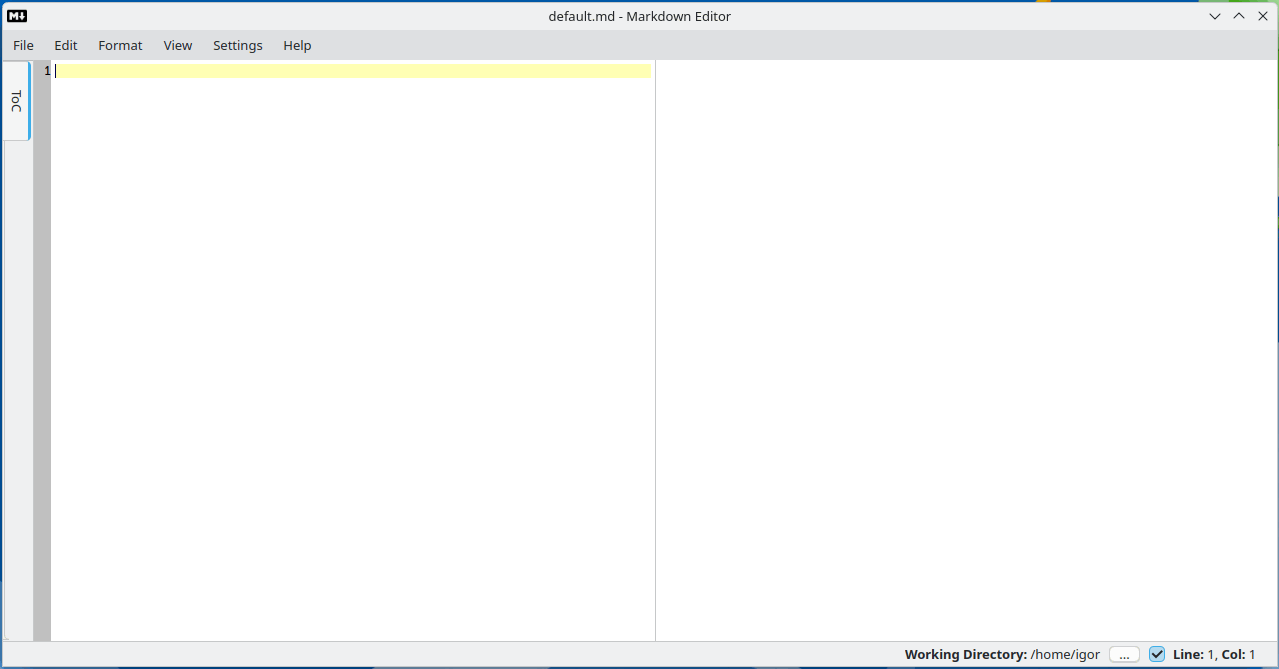 M↓ default.md - Markdown Editor
File Edit Format View Settings Help
ToC
1
Working Directory: /home/igor ... Line: 1, Col: 1